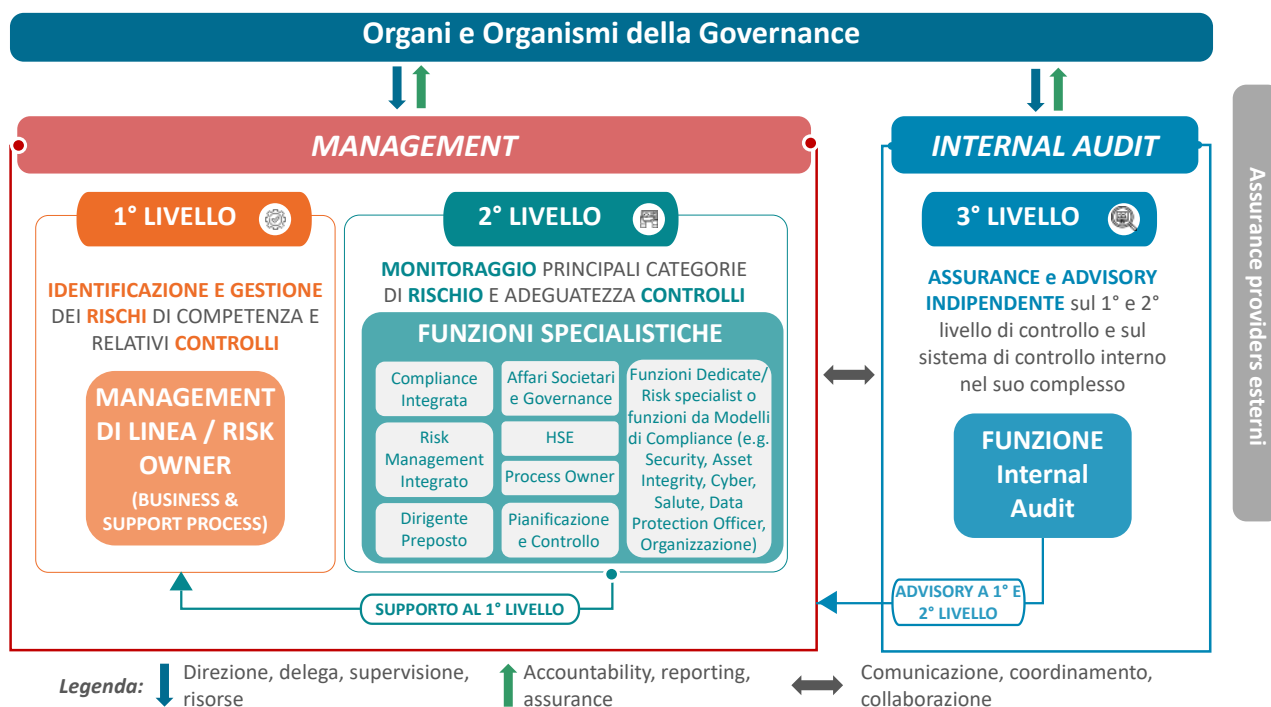 Organi e Organismi della Governance
MANAGEMENT
INTERNAL AUDIT
1° LIVELLO
IDENTIFICAZIONE E GESTIONE
DEI RISCHI DI COMPETENZA E
RELATIVI CONTROLLI
MANAGEMENT
DI LINEA / RISK
OWNER
(BUSINESS &
SUPPORT PROCESS)
2° LIVELLO
MONITORAGGIO PRINCIPALI CATEGORIE
DI RISCHIO E ADEGUATEZZA CONTROLLI
FUNZIONI SPECIALISTICHE
Compliance
Integrata
Risk
Management
Integrato
Dirigente
Preposto
Affari Societari
e Governance
HSE
Process Owner
Pianificazione
e Controllo
Funzioni Dedicate/
Risk specialist o
funzioni da Modelli
di Compliance (e.g.
Security, Asset
Integrity, Cyber,
Salute, Data
Protection Officer,
Organizzazione)
SUPPORTO AL 1° LIVELLO
3° LIVELLO
ASSURANCE e ADVISORY
INDIPENDENTE sul 1° e 2°
livello di controllo e sul
sistema di controllo interno
nel suo complesso
FUNZIONE
Internal
Audit
ADVISORY A 1° E
2° LIVELLO
Assurance providers esterni
Legenda:
Direzione, delega, supervisione,
risorse
Accountability, reporting,
assurance
Comunicazione, coordinamento,
collaborazione